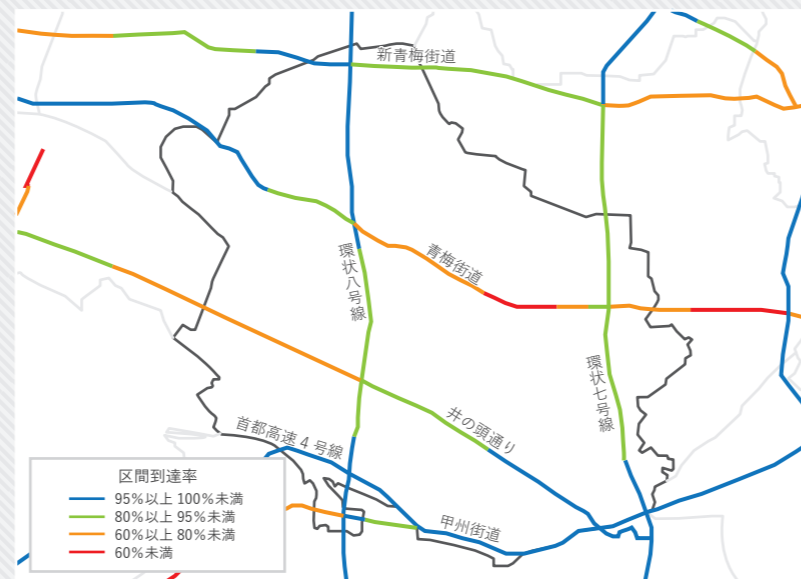 新青梅街道
青梅街道
環状八号線
環状七号線
井の頭通り
首都高速4号線
甲州街道
区間到達率
95%以上 100%未満
80%以上 95%未満
60%以上 80%未満
60%未満